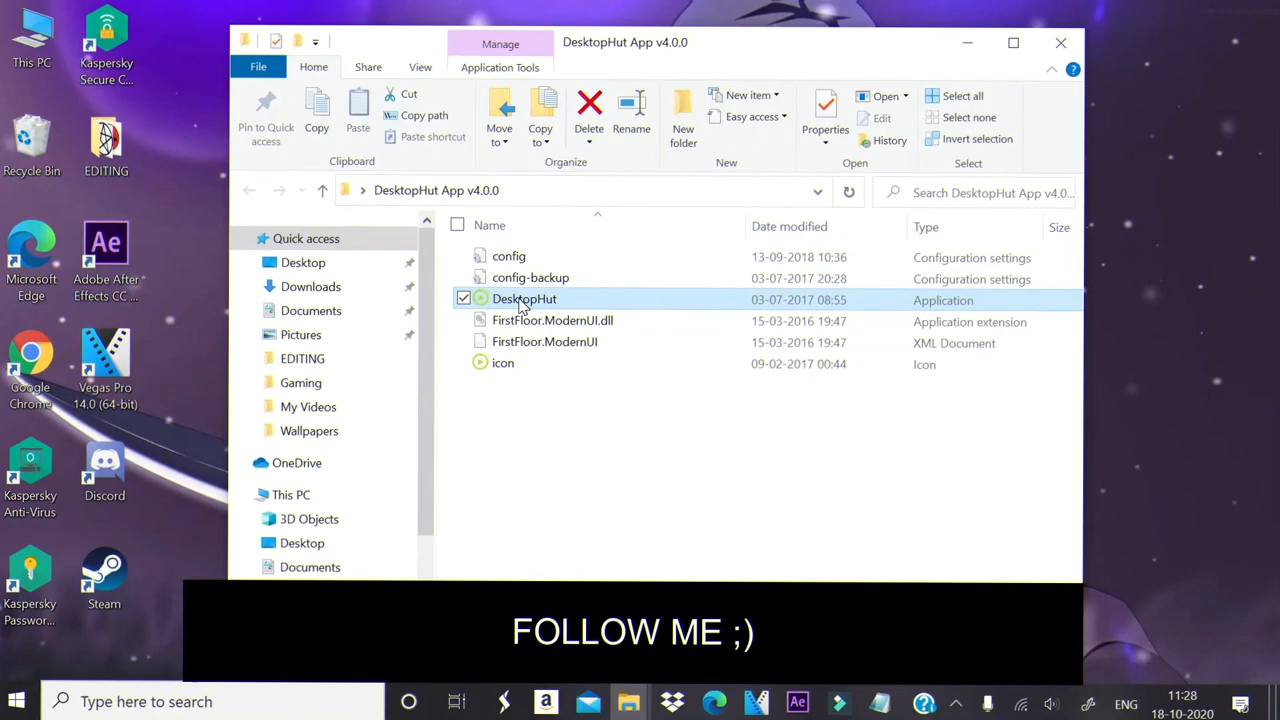 This PC
Kaspersky
Secure C...
Recycle Bin
EDITING
Microsoft
Edge
Adobe After
Effects CC ...
Google
Chrome
Vegas Pro
14.0 (64-bit)
Kaspersky
Anti-Virus
Discord
Kaspersky
Passwor...
Steam
Manage
DesktopHut App v4.0.0
File
Home
Share
View
Application Tools
Pin to Quick
access
Copy
Paste
Cut
Copy path
Paste shortcut
Clipboard
Move
to
Copy
to
Delete
Rename
Organize
New
folder
New item
Easy access
New
Properties
Open
Edit
History
Open
Select all
Select none
Invert selection
Select
DesktopHut App v4.0.0
Search DesktopHut App v4.0...
Quick access
Desktop
Downloads
Documents
Pictures
EDITING
Gaming
My Videos
Wallpapers
OneDrive
This PC
3D Objects
Desktop
Documents
Name Date modified Type Size
config 13-09-2018 10:36 Configuration settings
config-backup 03-07-2017 20:28 Configuration settings
DesktopHut 03-07-2017 08:55 Application
FirstFloor.ModernUI.dll 15-03-2016 19:47 Application extension
FirstFloor.ModernUI 15-03-2016 19:47 XML Document
icon 09-02-2017 00:44 Icon
FOLLOW ME ;)
Type here to search
ENG
11:28
18-10-2020